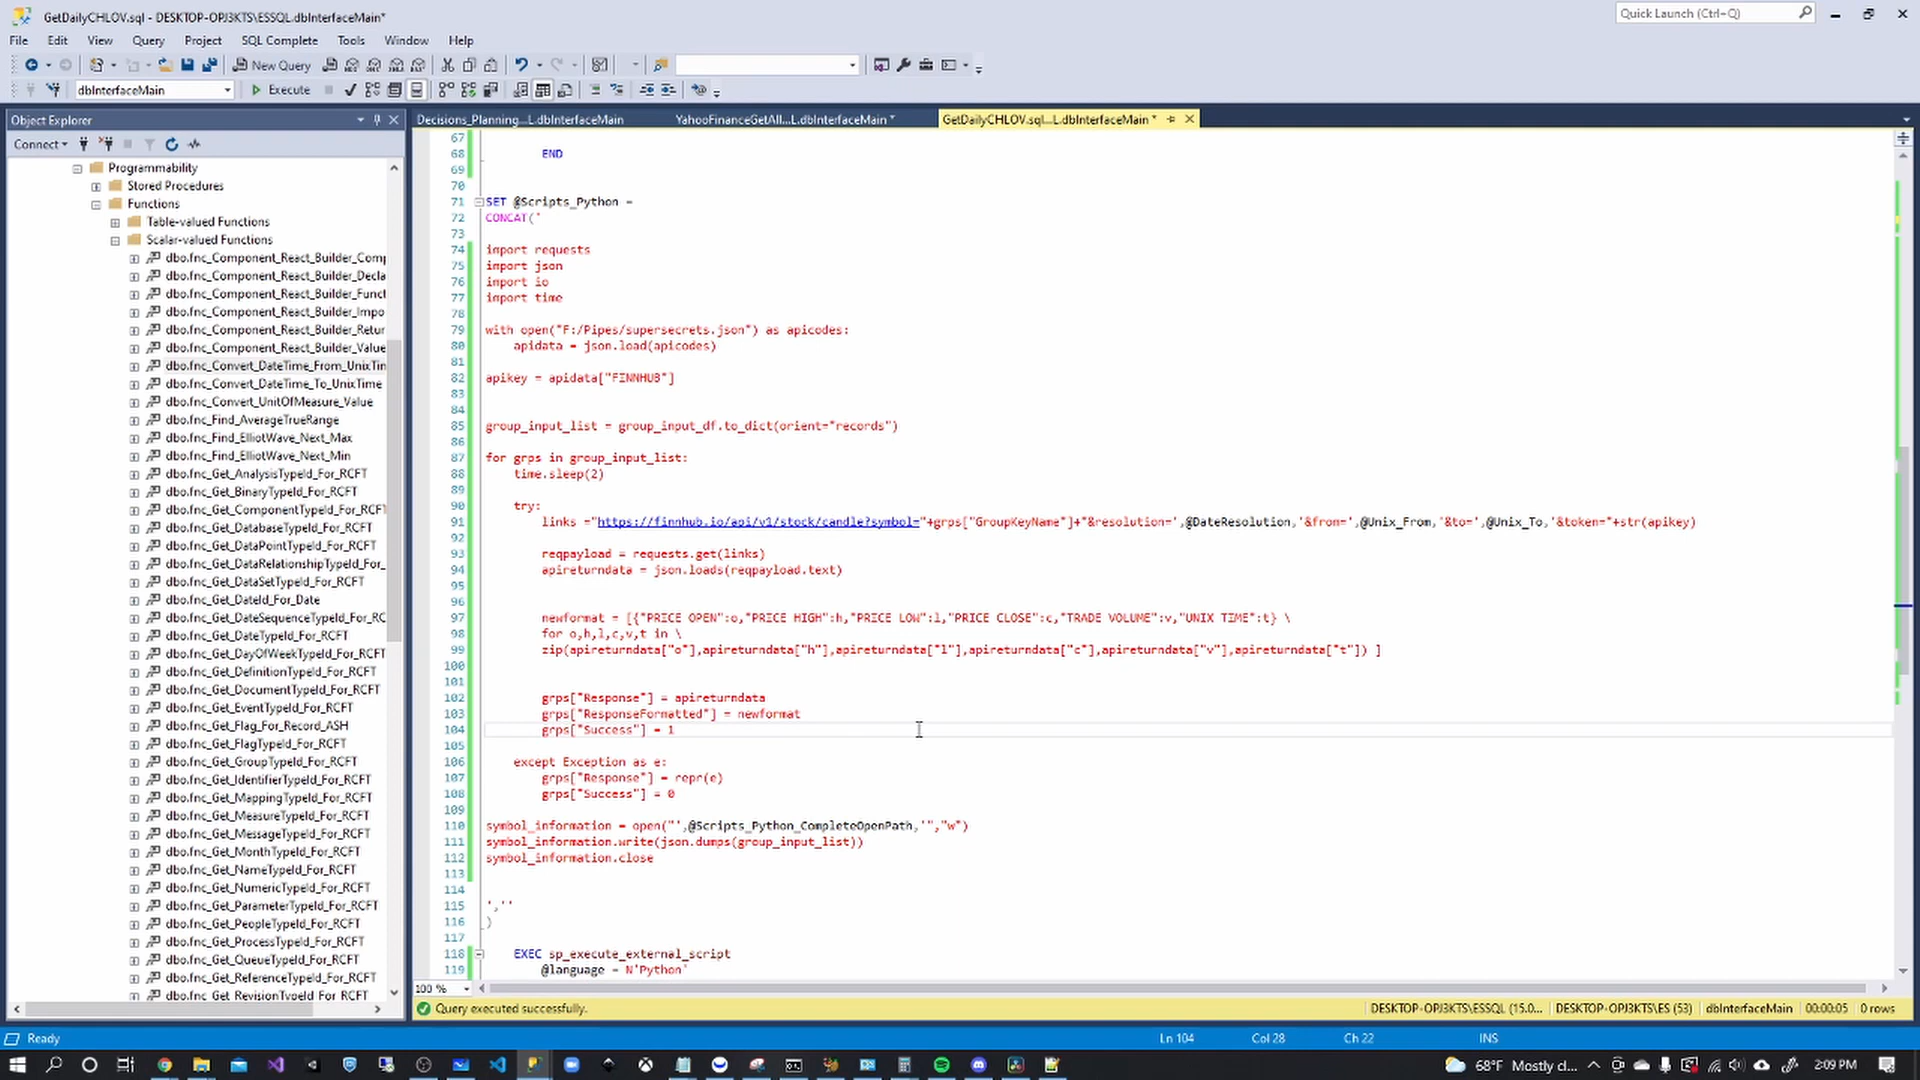 GetDailyCHLOV.sql - DESKTOP-OPJ3KTS\ESSQL.dbInterfaceMain*
Quick Launch (Ctrl+Q)
File Edit View Query Project SQL Complete Tools Window Help
New Query
dbInterfaceMain Execute
Object Explorer
Decisions_Planning...L.dbInterfaceMain YahooFinanceGetAll...L.dbInterfaceMain * GetDailyCHLOV.sql...L.dbInterfaceMain *
Connect
Programmability
Stored Procedures
Functions
Table-valued Functions
Scalar-valued Functions
dbo.fnc_Component_React_Builder_Comp
dbo.fnc_Component_React_Builder_Decla
dbo.fnc_Component_React_Builder_Funct
dbo.fnc_Component_React_Builder_Impo
dbo.fnc_Component_React_Builder_Retur
dbo.fnc_Component_React_Builder_Value
dbo.fnc_Convert_DateTime_From_UnixTin
dbo.fnc_Convert_DateTime_To_UnixTime
dbo.fnc_Convert_UnitOfMeasure_Value
dbo.fnc_Find_AverageTrueRange
dbo.fnc_Find_ElliotWave_Next_Max
dbo.fnc_Find_ElliotWave_Next_Min
dbo.fnc_Get_AnalysisTypeId_For_RCFT
dbo.fnc_Get_BinaryTypeId_For_RCFT
dbo.fnc_Get_ComponentTypeId_For_RCFT
dbo.fnc_Get_DatabaseTypeId_For_RCFT
dbo.fnc_Get_DataPointTypeId_For_RCFT
dbo.fnc_Get_DataRelationshipTypeId_For_
dbo.fnc_Get_DataSetTypeId_For_RCFT
dbo.fnc_Get_DateId_For_Date
dbo.fnc_Get_DateSequenceTypeId_For_RC
dbo.fnc_Get_DateTypeId_For_RCFT
dbo.fnc_Get_DayOfWeekTypeId_For_RCFT
dbo.fnc_Get_DefinitionTypeId_For_RCFT
dbo.fnc_Get_DocumentTypeId_For_RCFT
dbo.fnc_Get_EventTypeId_For_RCFT
dbo.fnc_Get_Flag_For_Record_ASH
dbo.fnc_Get_FlagTypeId_For_RCFT
dbo.fnc_Get_GroupTypeId_For_RCFT
dbo.fnc_Get_IdentifierTypeId_For_RCFT
dbo.fnc_Get_MappingTypeId_For_RCFT
dbo.fnc_Get_MeasureTypeId_For_RCFT
dbo.fnc_Get_MessageTypeId_For_RCFT
dbo.fnc_Get_MonthTypeId_For_RCFT
dbo.fnc_Get_NameTypeId_For_RCFT
dbo.fnc_Get_NumericTypeId_For_RCFT
dbo.fnc_Get_ParameterTypeId_For_RCFT
dbo.fnc_Get_PeopleTypeId_For_RCFT
dbo.fnc_Get_ProcessTypeId_For_RCFT
dbo.fnc_Get_QueueTypeId_For_RCFT
dbo.fnc_Get_ReferenceTypeId_For_RCFT
dbo.fnc_Get_RevisionTypeId_For_RCFT
67
68 END
69
70
71 SET @Scripts_Python =
72 CONCAT('
73
74 import requests
75 import json
76 import io
77 import time
78
79 with open("F:/Pipes/supersecrets.json") as apicodes:
80 apidata = json.load(apicodes)
81
82 apikey = apidata["FINNHUB"]
83
84
85 group_input_list = group_input_df.to_dict(orient="records")
86
87 for grps in group_input_list:
88 time.sleep(2)
89
90 try:
91 links ="https://finnhub.io/api/v1/stock/candle?symbol="+grps["GroupKeyName"]+"&resolution=',@DateResolution,'&from=',@Unix_From,'&to=',@Unix_To,'&token="+str(apikey)
92
93 reqpayload = requests.get(links)
94 apireturndata = json.loads(reqpayload.text)
95
96
97 newformat = [{"PRICE OPEN":o,"PRICE HIGH":h,"PRICE LOW":l,"PRICE CLOSE":c,"TRADE VOLUME":v,"UNIX TIME":t} \
98 for o,h,l,c,v,t in \
99 zip(apireturndata["o"],apireturndata["h"],apireturndata["l"],apireturndata["c"],apireturndata["v"],apireturndata["t"]) ]
100
101
102 grps["Response"] = apireturndata
103 grps["ResponseFormatted"] = newformat
104 grps["Success"] = 1
105
106 except Exception as e:
107 grps["Response"] = repr(e)
108 grps["Success"] = 0
109
110 symbol_information = open("',@Scripts_Python_CompleteOpenPath,'","w")
111 symbol_information.write(json.dumps(group_input_list))
112 symbol_information.close
113
114
115 ',''
116 )
117
118 EXEC sp_execute_external_script
119 @language = N'Python'
100 %
Query executed successfully. DESKTOP-OPJ3KTS\ESSQL (15.0... DESKTOP-OPJ3KTS\ES (53) dbInterfaceMain 00:00:05 0 rows
Ready Ln 104 Col 28 Ch 22 INS
68°F Mostly cl... 2:09 PM